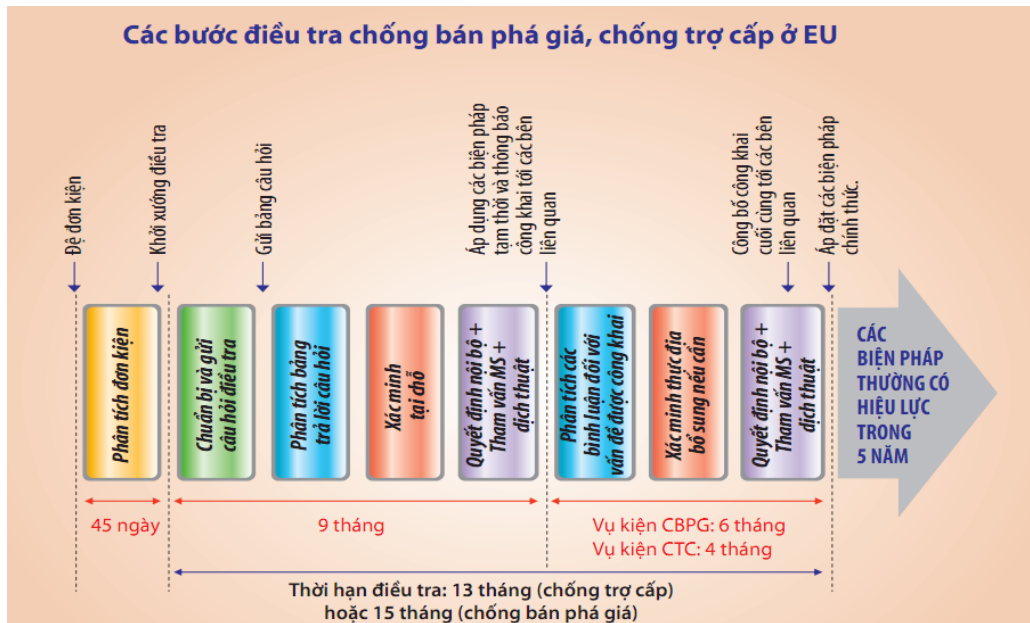 Các bước điều tra chống bán phá giá, chống trợ cấp ở EU
Đệ đơn kiện
Khởi xướng điều tra
Gửi bảng câu hỏi
Áp dụng các biện pháp
tạm thời và thông báo
công khai tới các bên
liên quan
Công bố công khai
cuối cùng tới các bên
liên quan
Áp đặt các biện pháp
chính thức.
Phân tích đơn kiện
Chuẩn bị và gửi
câu hỏi điều tra
Phân tích bảng
trả lời câu hỏi
Xác minh
tại chỗ
Quyết định nội bộ +
Tham vấn MS +
dịch thuật
Phân tích các
bình luận đối với
vấn đề được công khai
Xác minh thực địa
bổ sung nếu cần
Quyết định nội bộ +
Tham vấn MS +
dịch thuật
CÁC
BIỆN PHÁP
THƯỜNG CÓ
HIỆU LỰC
TRONG
5 NĂM
45 ngày
9 tháng
Vụ kiện CBPG: 6 tháng
Vụ kiện CTC: 4 tháng
Thời hạn điều tra: 13 tháng (chống trợ cấp)
hoặc 15 tháng (chống bán phá giá)